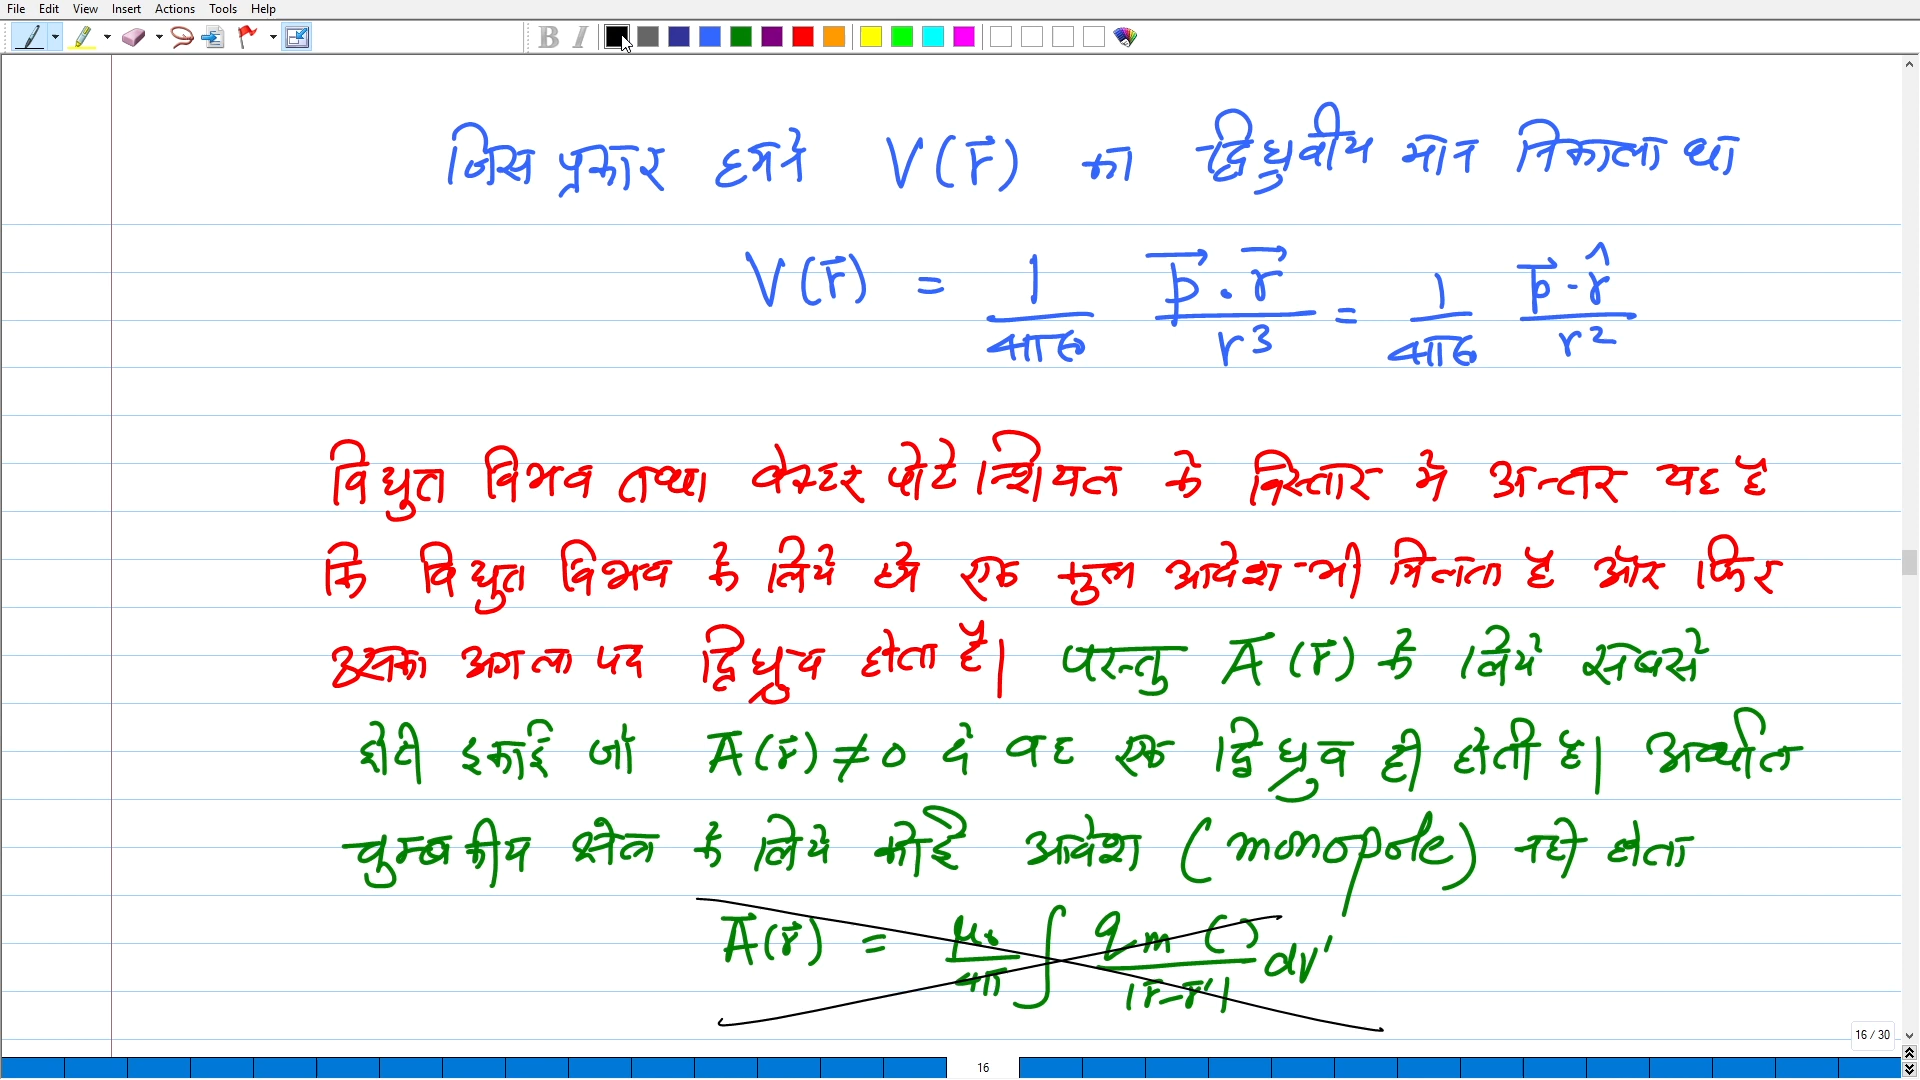 File Edit View Insert Actions Tools Help
B I
जिस प्रकार हमने V(r⃗) का द्विध्रुवीय मान निकाला था
V(r⃗) = 1/4πε₀ p⃗·r⃗/r³ = 1/4πε₀ p⃗·r̂/r²
विधुत विभव तथा वेक्टर पोटेन्शियल के विस्तार में अन्तर यह है
कि विधुत विभव के लिये हमे एक कुल आवेश भी मिलता है और फिर
उसका अगला पद द्विध्रुव होता है। परन्तु A⃗(r⃗) के लिये सबसे
छोटी इकाई जो A⃗(r⃗) ≠ 0 दे वह एक द्विध्रुव ही होती है। अर्थात
चुम्बकीय क्षेत्र के लिये कोई आवेश (monopole) नही होता
A⃗(r⃗) = μ₀/4π ∫ qm ( )/|r⃗-r⃗'| dv'
16 / 30
16